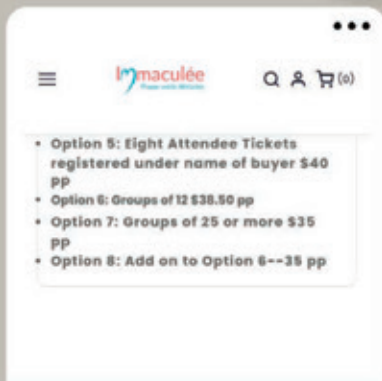 Immaculée
(0)
• Option 5: Eight Attendee Tickets
registered under name of buyer $40
pp
• Option 6: Groups of 12 $38.50 pp
• Option 7: Groups of 25 or more $35
pp
• Option 8: Add on to Option 6--35 pp